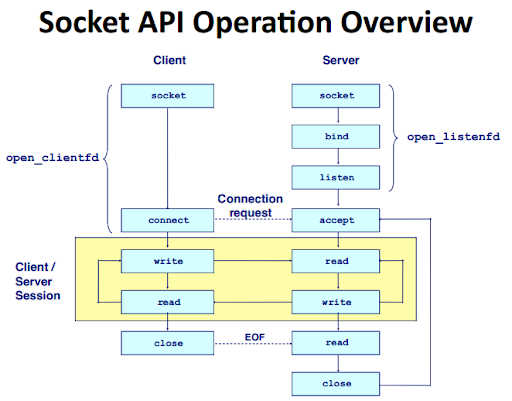 Socket API Operation Overview
Client
Server
socket
socket
open_clientfd
bind
open_listenfd
listen
Connection
request
connect
accept
Client /
Server
Session
write
read
read
write
close
EOF
read
close